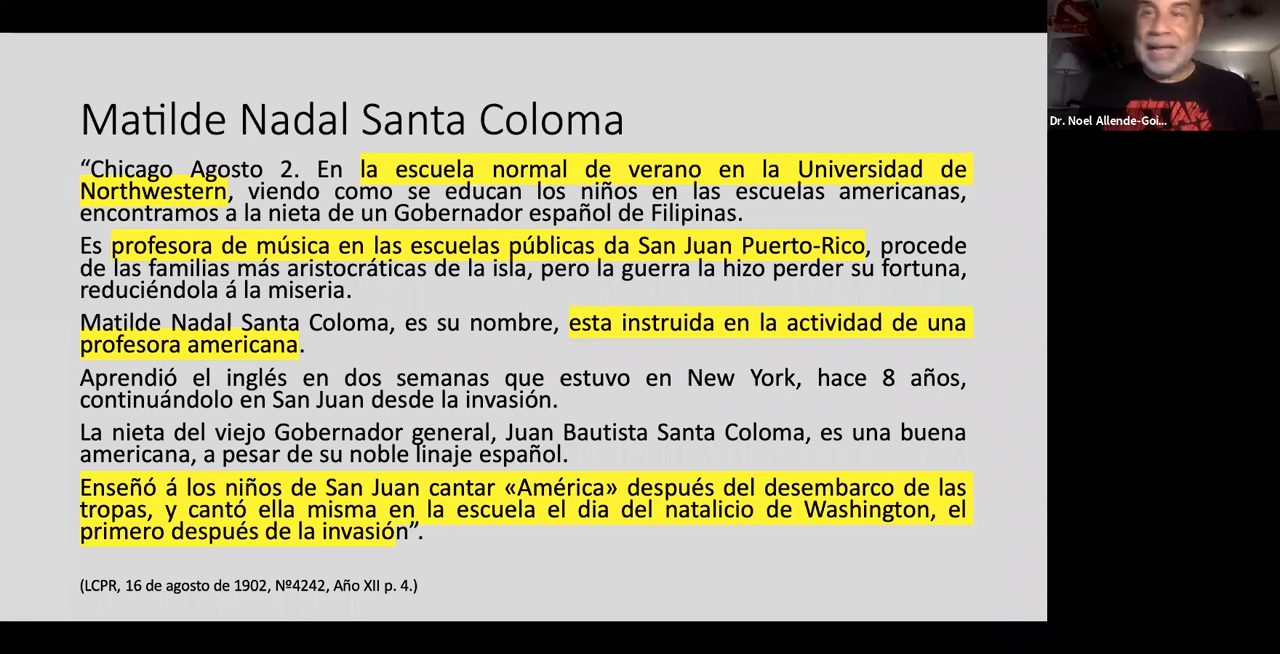 Matilde Nadal Santa Coloma
“Chicago Agosto 2. En la escuela normal de verano en la Universidad de
Northwestern, viendo como se educan los niños en las escuelas americanas,
encontramos a la nieta de un Gobernador español de Filipinas.
Es profesora de música en las escuelas públicas da San Juan Puerto-Rico, procede
de las familias más aristocráticas de la isla, pero la guerra la hizo perder su fortuna,
reduciéndola á la miseria.
Matilde Nadal Santa Coloma, es su nombre, esta instruida en la actividad de una
profesora americana.
Aprendió el inglés en dos semanas que estuvo en New York, hace 8 años,
continuándolo en San Juan desde la invasión.
La nieta del viejo Gobernador general, Juan Bautista Santa Coloma, es una buena
americana, a pesar de su noble linaje español.
Enseñó á los niños de San Juan cantar «América» después del desembarco de las
tropas, y cantó ella misma en la escuela el dia del natalicio de Washington, el
primero después de la invasión”.
(LCPR, 16 de agosto de 1902, Nº4242, Año XII p. 4.)
Dr. Noel Allende-Goi...